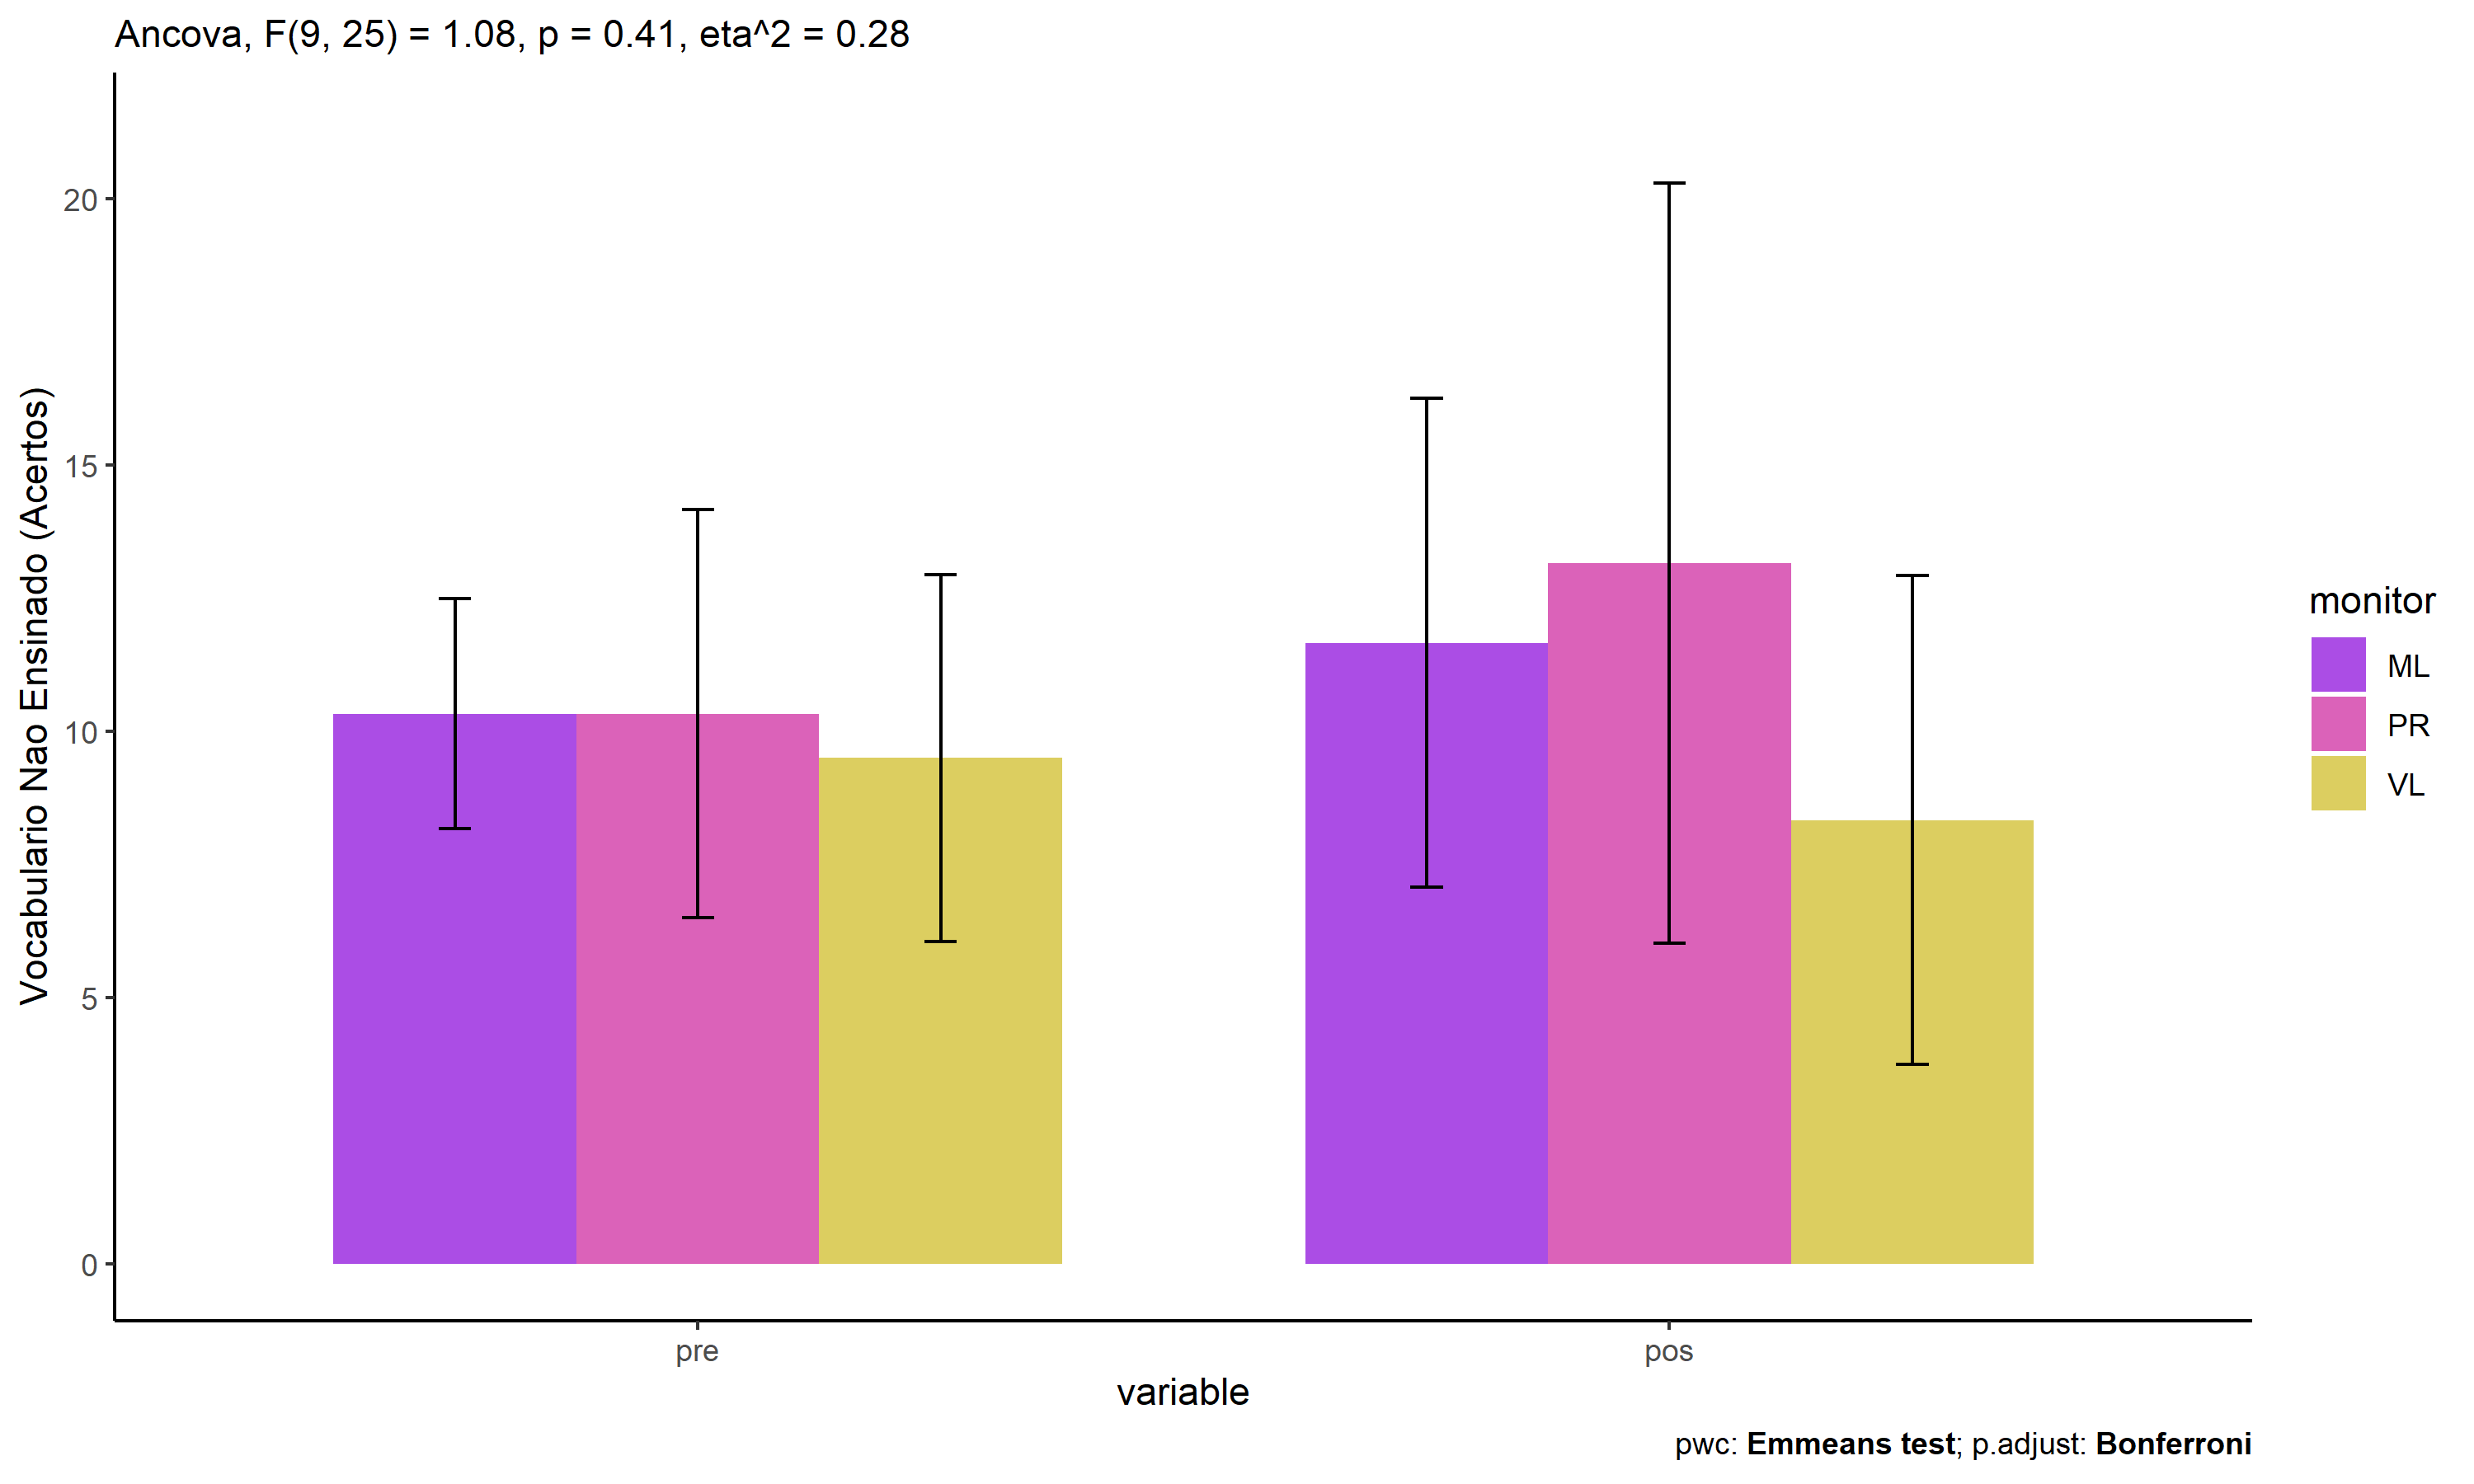 Ancova, F(9, 25) = 1.08, p = 0.41, eta^2 = 0.28
Vocabulario Nao Ensinado (Acertos)
20
15
10
5
0
pre
pos
variable
monitor
ML
PR
VL
pwc: Emmeans test; p.adjust: Bonferroni